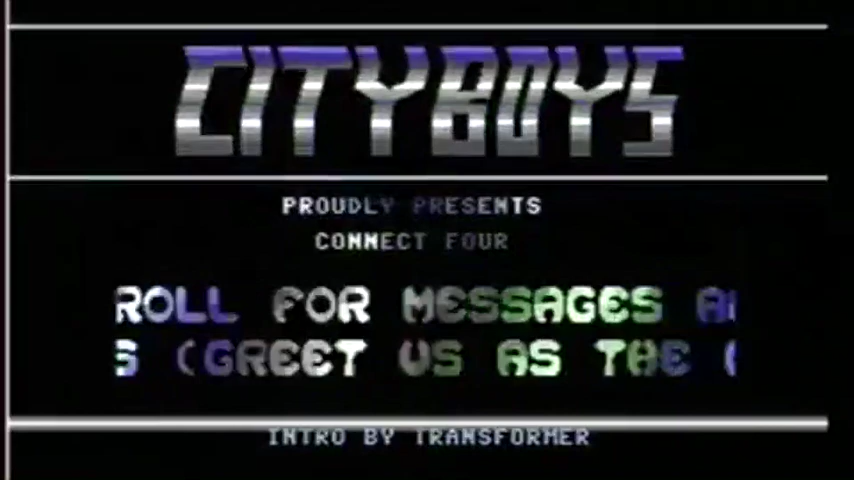 CITYBOYS
PROUDLY PRESENTS
CONNECT FOUR
ROLL FOR MESSAGES
S (GREET US AS THE (
INTRO BY TRANSFORMER